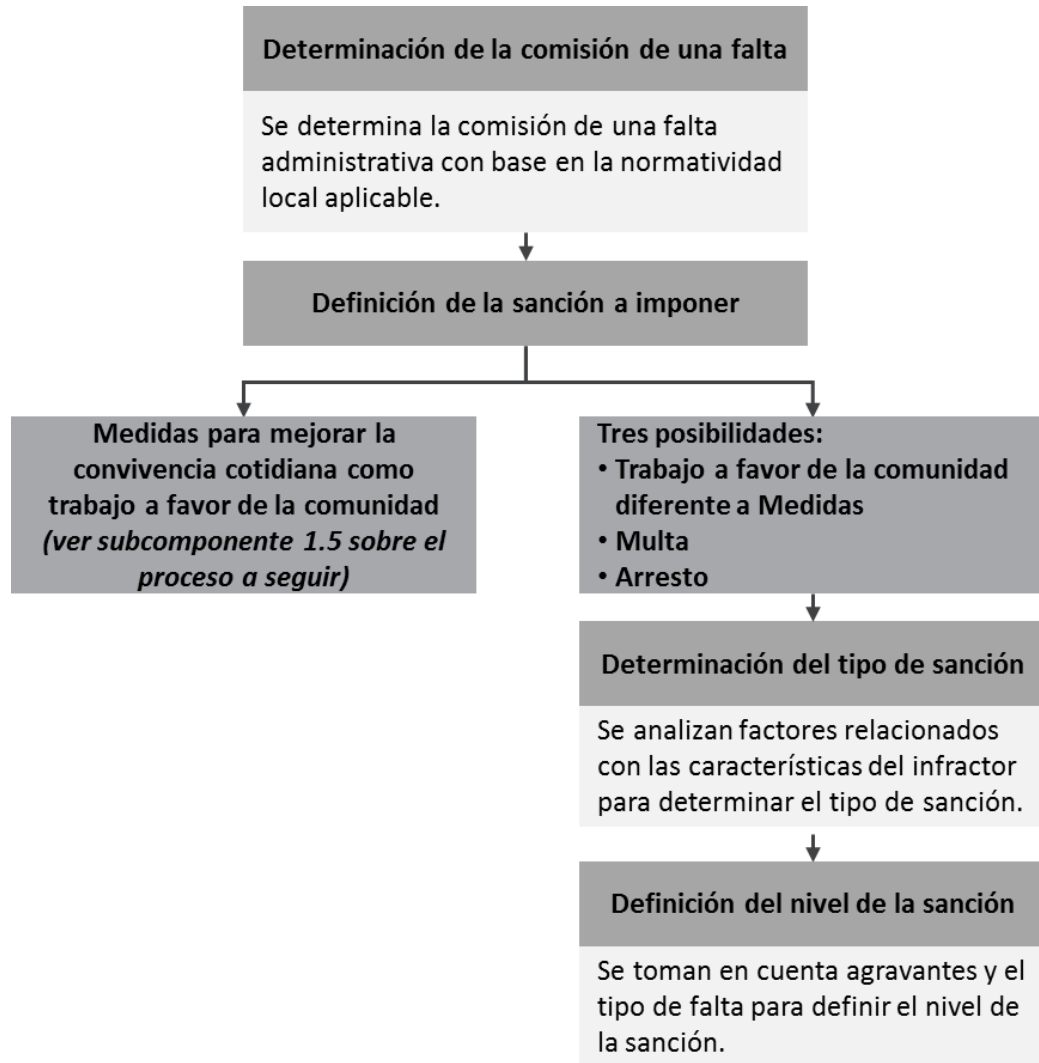 Determinación de la comisión de una falta
Se determina la comisión de una falta
administrativa con base en la normatividad
local aplicable.
Definición de la sanción a imponer
Medidas para mejorar la
convivencia cotidiana como
trabajo a favor de la comunidad
(ver subcomponente 1.5 sobre el
proceso a seguir)
Tres posibilidades:
• Trabajo a favor de la comunidad
diferente a Medidas
• Multa
• Arresto
Determinación del tipo de sanción
Se analizan factores relacionados
con las características del infractor
para determinar el tipo de sanción.
Definición del nivel de la sanción
Se toman en cuenta agravantes y el
tipo de falta para definir el nivel de
la sanción.